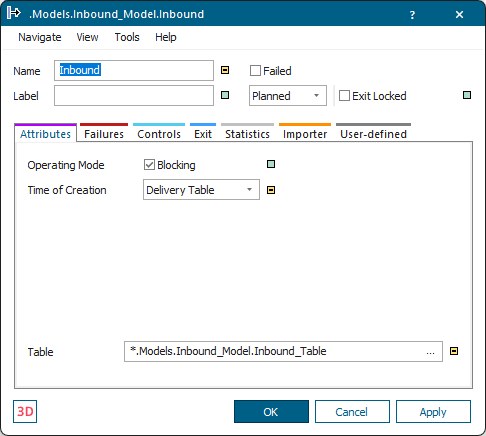 .Models.Inbound_Model.Inbound ? ×
Navigate View Tools Help
Name Inbound Failed
Label Planned Exit Locked
Attributes Failures Controls Exit Statistics Importer User-defined
Operating Mode Blocking
Time of Creation Delivery Table
Table *.Models.Inbound_Model.Inbound_Table ...
3D OK Cancel Apply